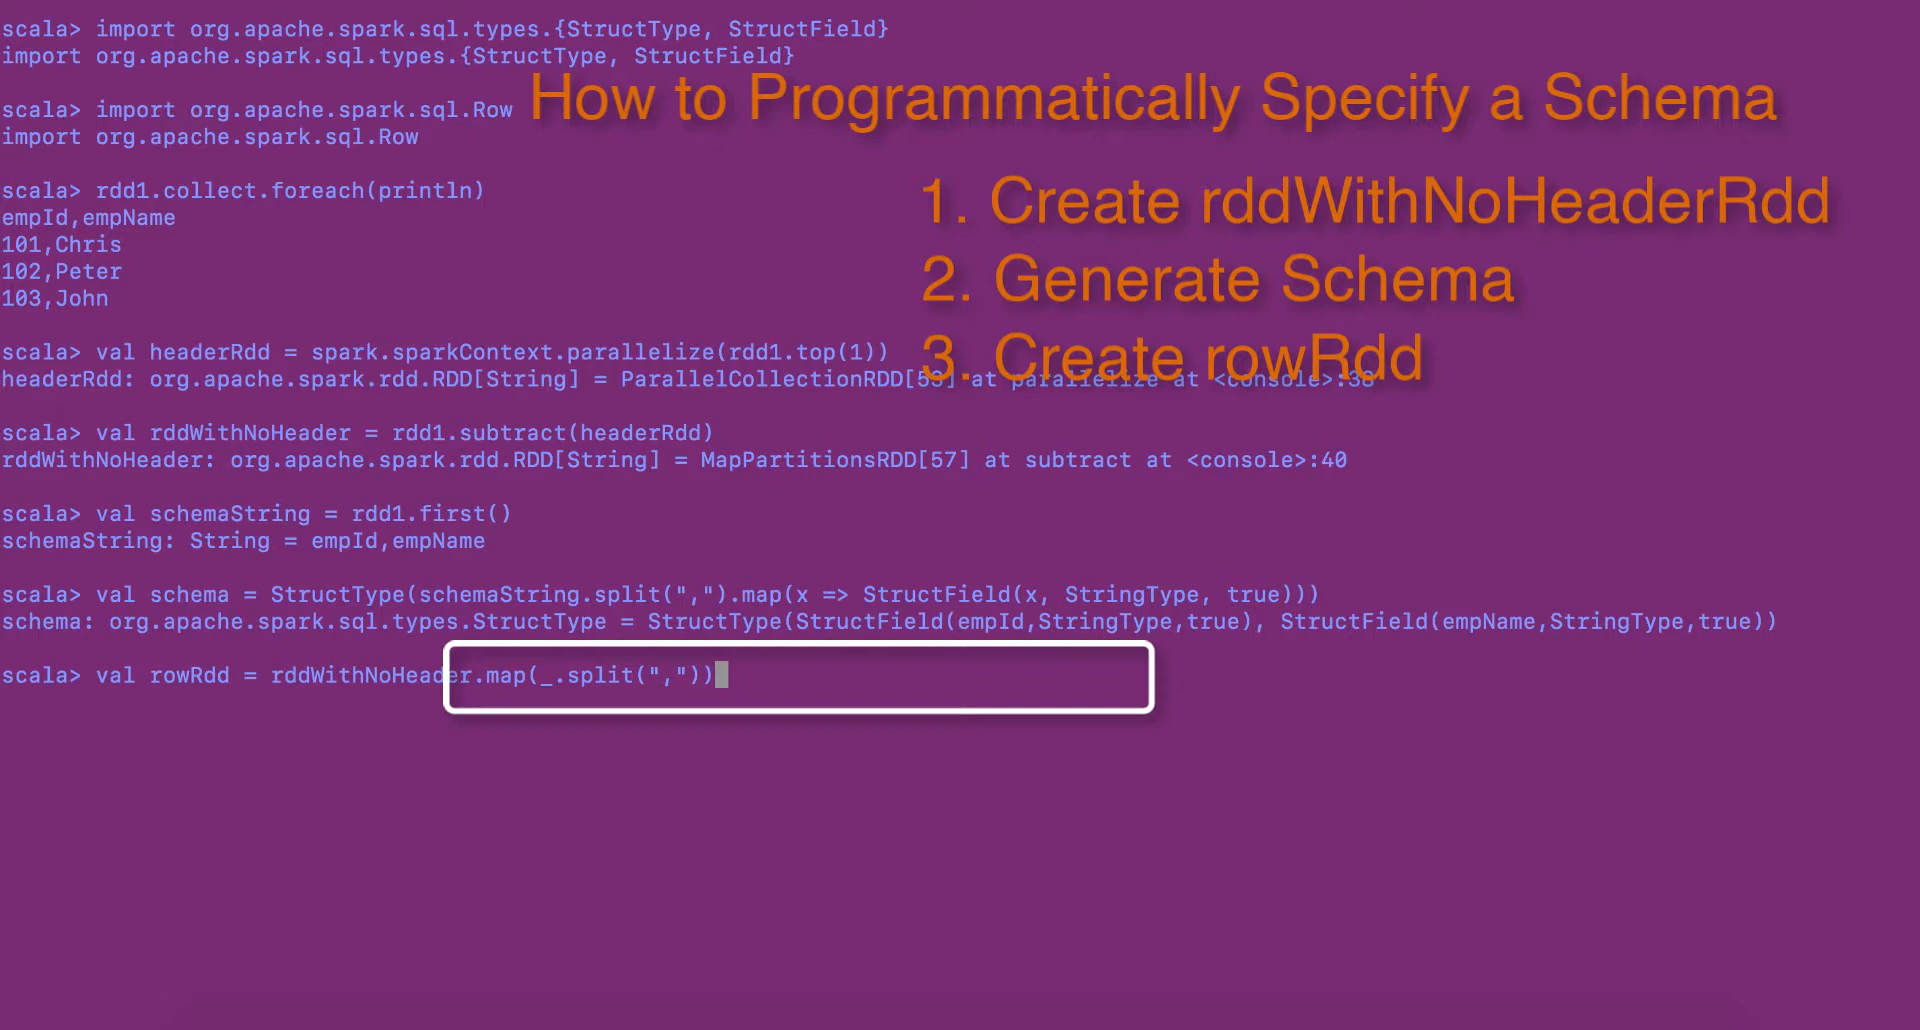 scala> import org.apache.spark.sql.types.{StructType, StructField}
import org.apache.spark.sql.types.{StructType, StructField}
How to Programmatically Specify a Schema
scala> import org.apache.spark.sql.Row
import org.apache.spark.sql.Row
scala> rdd1.collect.foreach(println)
empId,empName
101,Chris
102,Peter
103,John
1. Create rddWithNoHeaderRdd
2. Generate Schema
3. Create rowRdd
scala> val headerRdd = spark.sparkContext.parallelize(rdd1.top(1))
headerRdd: org.apache.spark.rdd.RDD[String] = ParallelCollectionRDD[53] at parallelize at <console>:38
scala> val rddWithNoHeader = rdd1.subtract(headerRdd)
rddWithNoHeader: org.apache.spark.rdd.RDD[String] = MapPartitionsRDD[57] at subtract at <console>:40
scala> val schemaString = rdd1.first()
schemaString: String = empId,empName
scala> val schema = StructType(schemaString.split(",").map(x => StructField(x, StringType, true)))
schema: org.apache.spark.sql.types.StructType = StructType(StructField(empId,StringType,true), StructField(empName,StringType,true))
scala> val rowRdd = rddWithNoHeader.map(_.split(","))